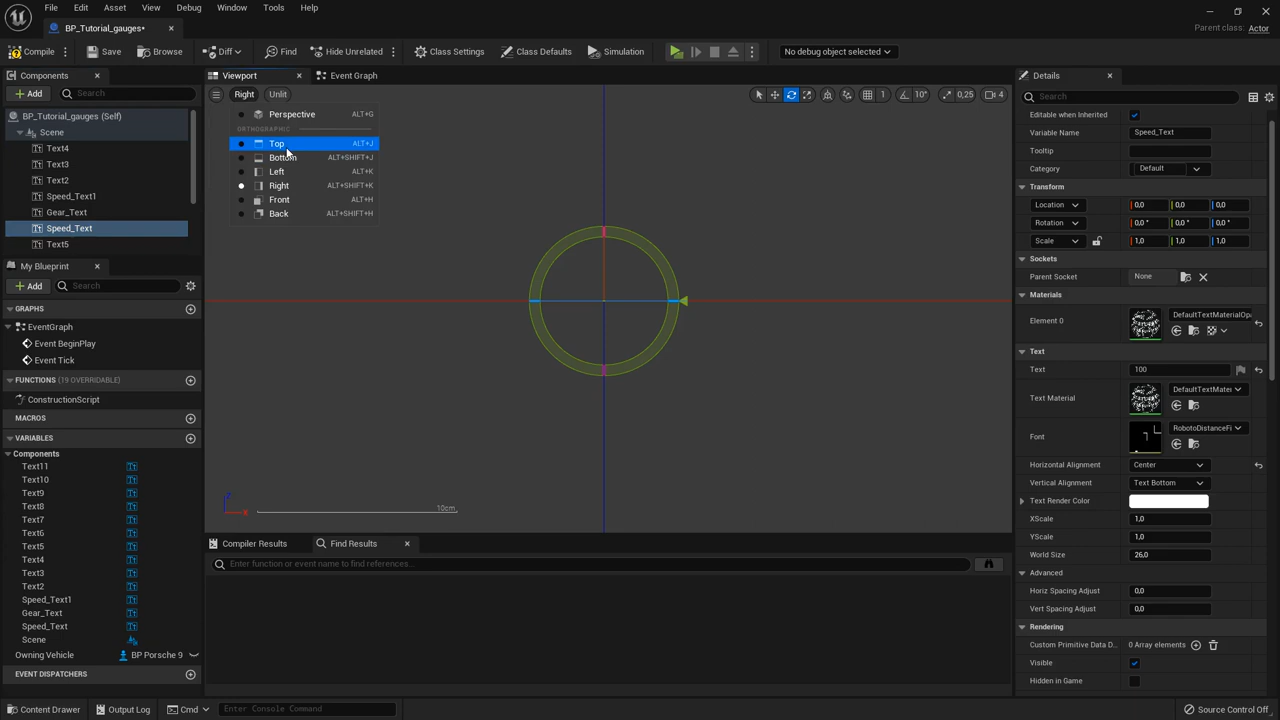 File Edit Asset View Debug Window Tools Help
BP_Tutorial_gauges*
Parent class: Actor
Compile Save Browse Diff Find Hide Unrelated Class Settings Class Defaults Simulation No debug object selected
Components
Add Search
BP_Tutorial_gauges (Self)
Scene
Text4
Text3
Text2
Speed_Text1
Gear_Text
Speed_Text
Text5
My Blueprint
Add Search
GRAPHS
EventGraph
Event BeginPlay
Event Tick
FUNCTIONS (19 OVERRIDABLE)
ConstructionScript
MACROS
VARIABLES
Components
Text11
Text10
Text9
Text8
Text7
Text6
Text5
Text4
Text3
Text2
Speed_Text1
Gear_Text
Speed_Text
Scene
Owning Vehicle BP Porsche 9
EVENT DISPATCHERS
Viewport Event Graph
Right Unlit
1 10° 0,25 4
Perspective ALT+G
ORTHOGRAPHIC
Top ALT+J
Bottom ALT+SHIFT+J
Left ALT+K
Right ALT+SHIFT+K
Front ALT+H
Back ALT+SHIFT+H
Z
X
10cm
Compiler Results Find Results
Enter function or event name to find references...
Details
Search
Editable when Inherited
Variable Name Speed_Text
Tooltip
Category Default
Transform
Location 0,0 0,0 0,0
Rotation 0,0 ° 0,0 ° 0,0 °
Scale 1,0 1,0 1,0
Sockets
Parent Socket None
Materials
Element 0 DefaultTextMaterialOpa
Text
Text 100
Text Material DefaultTextMate
Font RobotoDistanceFi
Horizontal Alignment Center
Vertical Alignment Text Bottom
Text Render Color
XScale 1,0
YScale 1,0
World Size 26,0
Advanced
Horiz Spacing Adjust 0,0
Vert Spacing Adjust 0,0
Rendering
Custom Primitive Data D... 0 Array elements
Visible
Hidden in Game
Content Drawer Output Log Cmd Enter Console Command Source Control Off